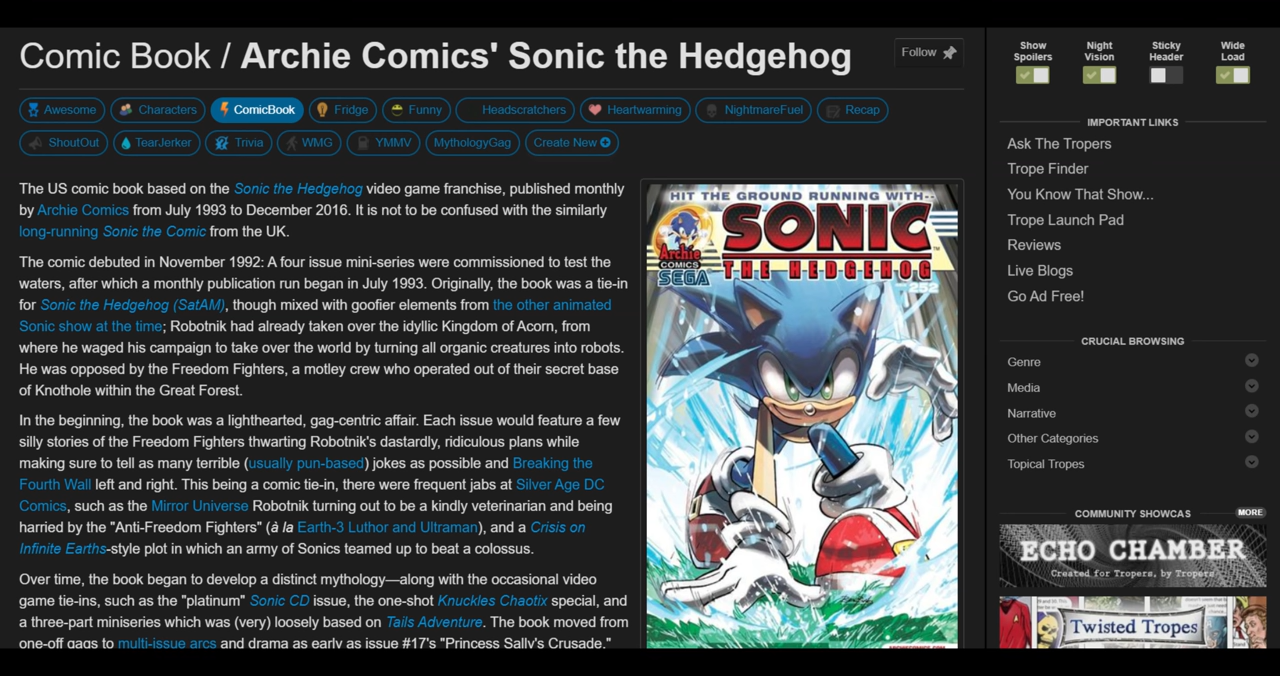 Comic Book / Archie Comics' Sonic the Hedgehog
Follow
Awesome
Characters
ComicBook
Fridge
Funny
Headscratchers
Heartwarming
NightmareFuel
Recap
ShoutOut
TearJerker
Trivia
WMG
YMMV
MythologyGag
Create New
The US comic book based on the Sonic the Hedgehog video game franchise, published monthly
by Archie Comics from July 1993 to December 2016. It is not to be confused with the similarly
long-running Sonic the Comic from the UK.
The comic debuted in November 1992: A four issue mini-series were commissioned to test the
waters, after which a monthly publication run began in July 1993. Originally, the book was a tie-in
for Sonic the Hedgehog (SatAM), though mixed with goofier elements from the other animated
Sonic show at the time; Robotnik had already taken over the idyllic Kingdom of Acorn, from
where he waged his campaign to take over the world by turning all organic creatures into robots.
He was opposed by the Freedom Fighters, a motley crew who operated out of their secret base
of Knothole within the Great Forest.
In the beginning, the book was a lighthearted, gag-centric affair. Each issue would feature a few
silly stories of the Freedom Fighters thwarting Robotnik's dastardly, ridiculous plans while
making sure to tell as many terrible (usually pun-based) jokes as possible and Breaking the
Fourth Wall left and right. This being a comic tie-in, there were frequent jabs at Silver Age DC
Comics, such as the Mirror Universe Robotnik turning out to be a kindly veterinarian and being
harried by the "Anti-Freedom Fighters" (à la Earth-3 Luthor and Ultraman), and a Crisis on
Infinite Earths-style plot in which an army of Sonics teamed up to beat a colossus.
Over time, the book began to develop a distinct mythology—along with the occasional video
game tie-ins, such as the "platinum" Sonic CD issue, the one-shot Knuckles Chaotix special, and
a three-part miniseries which was (very) loosely based on Tails Adventure. The book moved from
one-off gags to multi-issue arcs and drama as early as issue #17's "Princess Sally's Crusade."
HIT THE GROUND RUNNING WITH--
SONIC
THE HEDGEHOG
Archie
COMICS
SEGA
252
Show
Spoilers
Night
Vision
Sticky
Header
Wide
Load
IMPORTANT LINKS
Ask The Tropers
Trope Finder
You Know That Show...
Trope Launch Pad
Reviews
Live Blogs
Go Ad Free!
CRUCIAL BROWSING
Genre
Media
Narrative
Other Categories
Topical Tropes
COMMUNITY SHOWCAS
MORE
ECHO CHAMBER
Created for Tropers, by Tropers
Twisted Tropes